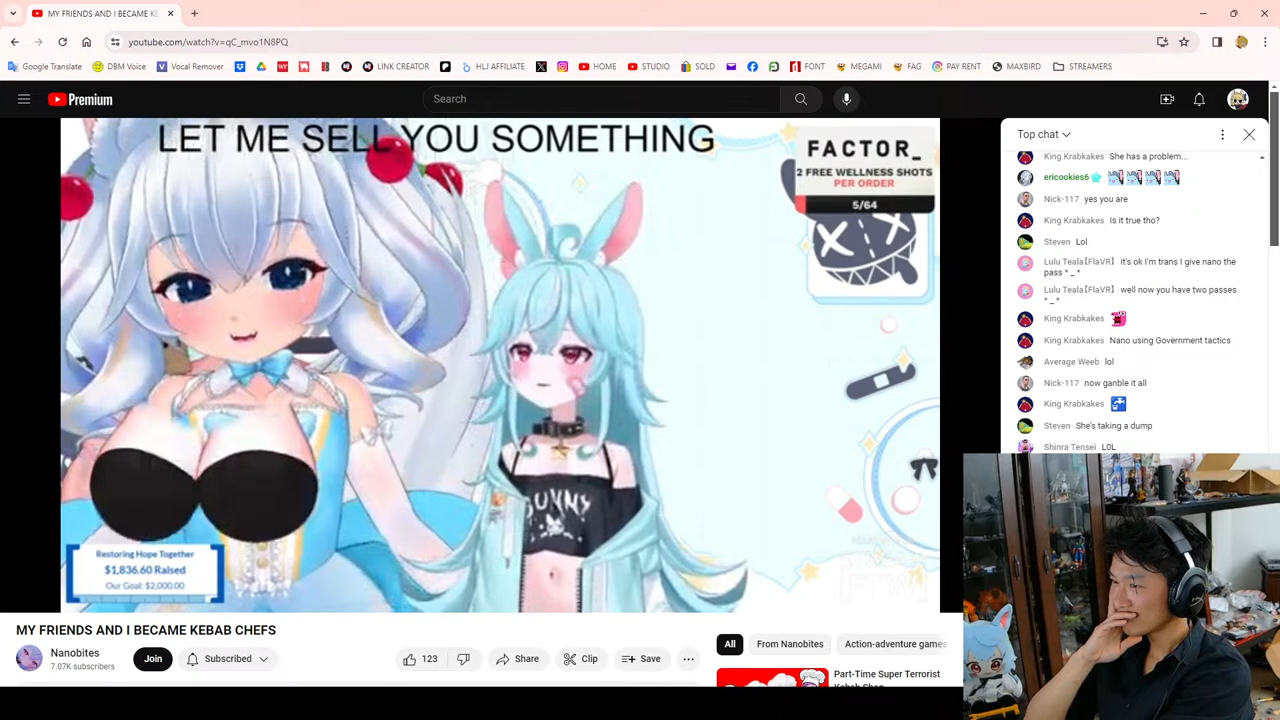 MY FRIENDS AND I BECAME KE
youtube.com/watch?v=qC_mvo1N8PQ
Google Translate
DBM Voice
Vocal Remover
LINK CREATOR
HLJ AFFILIATE
HOME
STUDIO
SOLD
FONT
MEGAMI
FAG
PAY RENT
MAXBIRD
STREAMERS
Premium
Search
LET ME SELL YOU SOMETHING
FACTOR_
2 FREE WELLNESS SHOTS
PER ORDER
5/64
BUNNY
Restoring Hope Together
$1,836.60 Raised
Our Goal: $2,000.00
Top chat
King Krabkakes She has a problem...
ericookies6
Nick-117 yes you are
King Krabkakes Is it true tho?
Steven Lol
Lulu Teala【FlaVR】 it's ok I'm trans I give nano the
pass *_*
Lulu Teala【FlaVR】 well now you have two passes
*_*
King Krabkakes
King Krabkakes Nano using Government tactics
Average Weeb lol
Nick-117 now ganble it all
King Krabkakes
Steven She's taking a dump
Shinra Tensei L0L
MY FRIENDS AND I BECAME KEBAB CHEFS
Nanobites
7.07K subscribers
Join
Subscribed
123
Share
Clip
Save
All
From Nanobites
Action-adventure games
Part-Time Super Terrorist